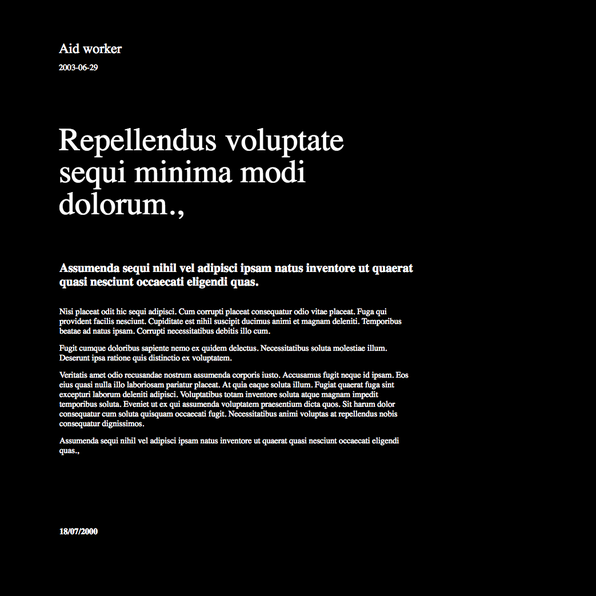 Aid worker
2003-06-29
Repellendus voluptate
sequi minima modi
dolorum.,
Assumenda sequi nihil vel adipisci ipsam natus inventore ut quaerat
quasi nesciunt occaecati eligendi quas.
Nisi placeat odit hic sequi adipisci. Cum corrupti placeat consequatur odio vitae placeat. Fuga qui
provident facilis nesciunt. Cupiditate est nihil suscipit ducimus animi et magnam deleniti. Temporibus
beatae ad natus ipsam. Corrupti necessitatibus debitis illo cum.
Fugit cumque doloribus sapiente nemo ex quidem delectus. Necessitatibus soluta molestiae illum.
Deserunt ipsa ratione quis distinctio ex voluptatem.
Veritatis amet odio recusandae nostrum assumenda corporis iusto. Accusamus fugit neque id ipsam. Eos
eius quasi nulla illo laboriosam pariatur placeat. At quia eaque soluta illum. Fugiat quaerat fuga sint
excepturi laborum deleniti adipisci. Voluptatibus totam inventore soluta atque magnam impedit
temporibus soluta. Eveniet ut ex qui assumenda voluptatem praesentium dicta quos. Sit harum dolor
consequatur cum soluta quisquam occaecati fugit. Necessitatibus animi voluptas at repellendus nobis
consequatur dignissimos.
Assumenda sequi nihil vel adipisci ipsam natus inventore ut quaerat quasi nesciunt occaecati eligendi
quas.,
18/07/2000